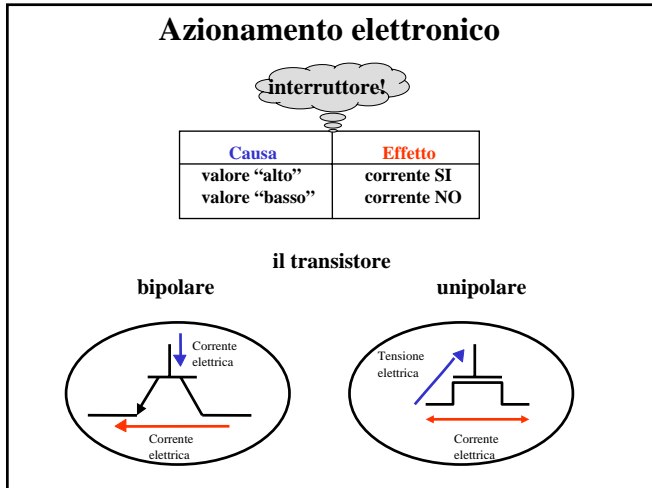 Azionamento elettronico
interruttore!
Causa Effetto
valore “alto” corrente SI
valore “basso” corrente NO
il transistore
bipolare unipolare
Corrente
elettrica
Corrente
elettrica
Tensione
elettrica
Corrente
elettrica